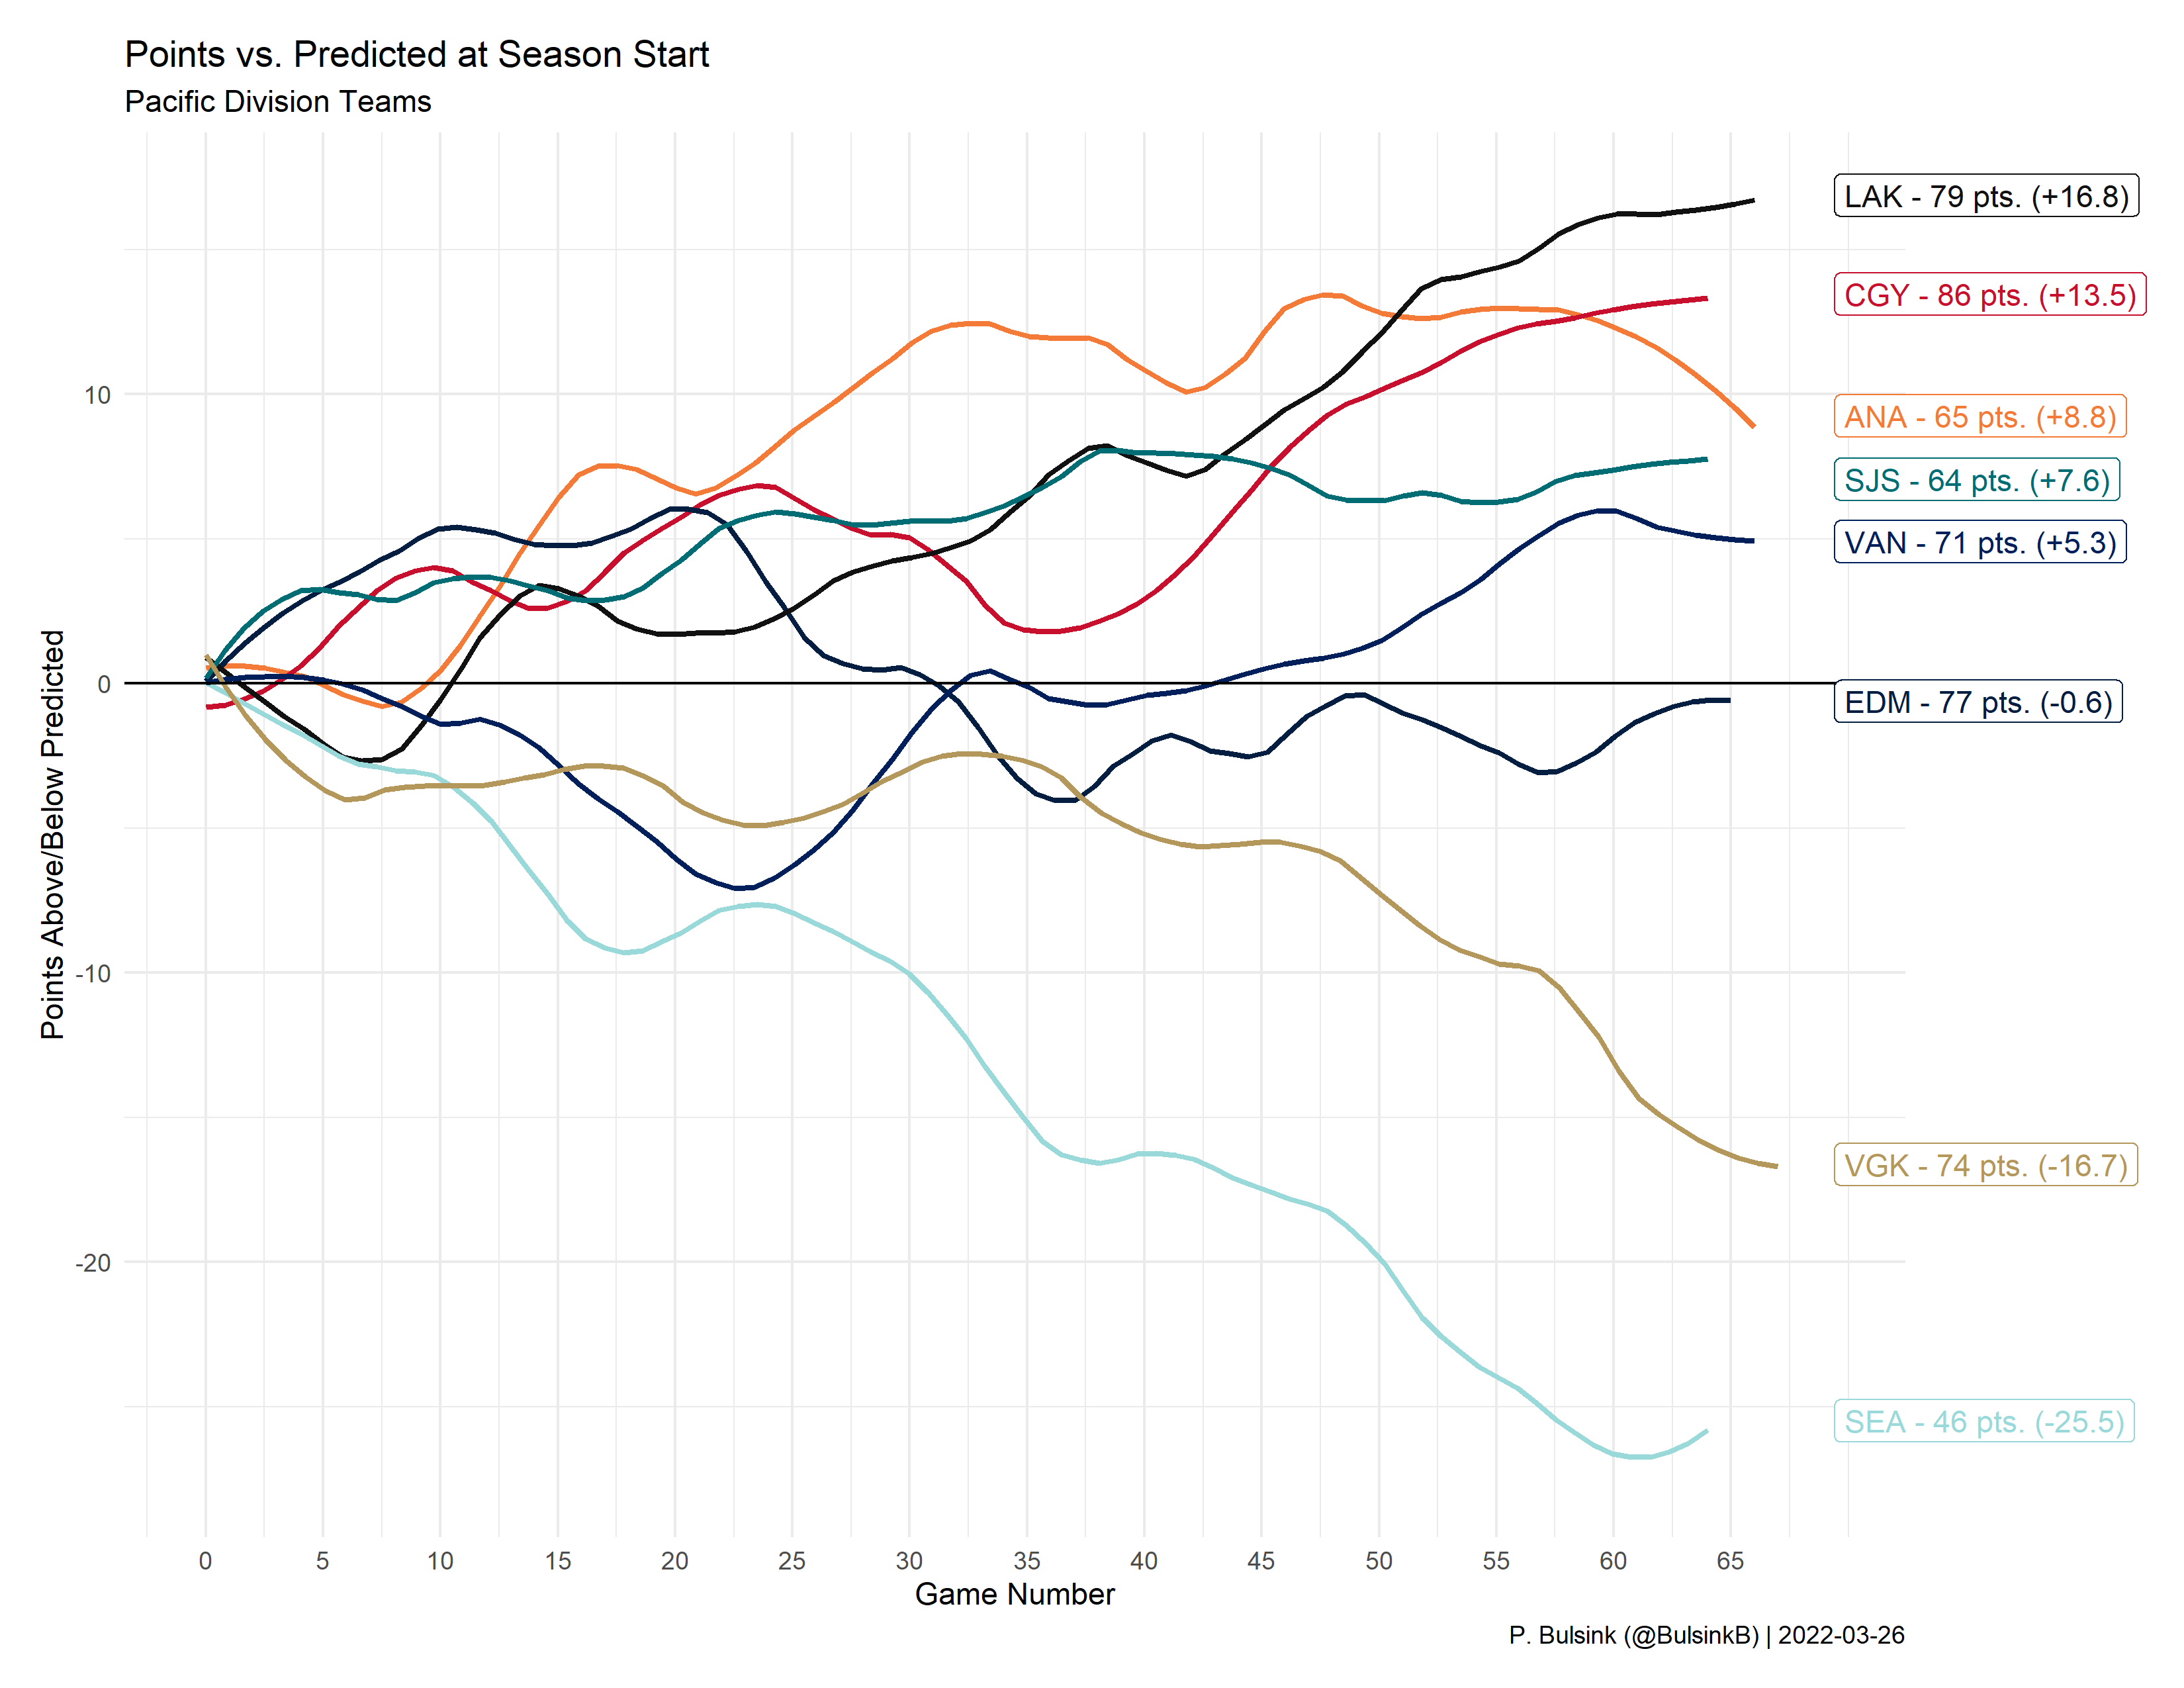 Points vs. Predicted at Season Start
Pacific Division Teams
Points Above/Below Predicted
10
0
-10
-20
LAK - 79 pts. (+16.8)
CGY - 86 pts. (+13.5)
ANA - 65 pts. (+8.8)
SJS - 64 pts. (+7.6)
VAN - 71 pts. (+5.3)
EDM - 77 pts. (-0.6)
VGK - 74 pts. (-16.7)
SEA - 46 pts. (-25.5)
0 5 10 15 20 25 30 35 40 45 50 55 60 65
Game Number
P. Bulsink (@BulsinkB) | 2022-03-26